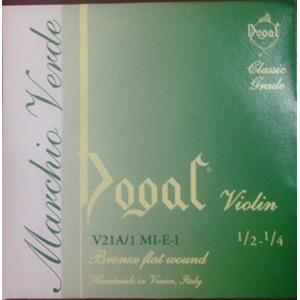 Dogal
Classic
Grade
Marchio Verde
Dogal
Violin
V21A/1 MI-E-I
1/2-1/4
Bronze flat wound
Handmade in Venice, Italy